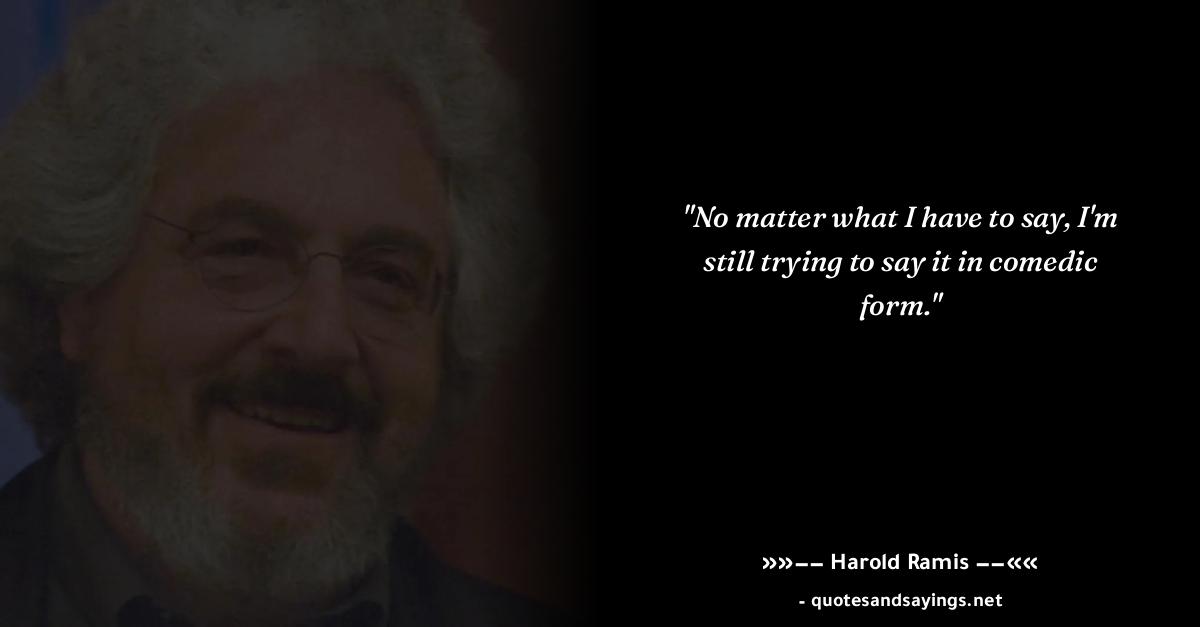 "No matter what I have to say, I'm
still trying to say it in comedic
form."
»»−− Harold Ramis −−««
- quotesandsayings.net